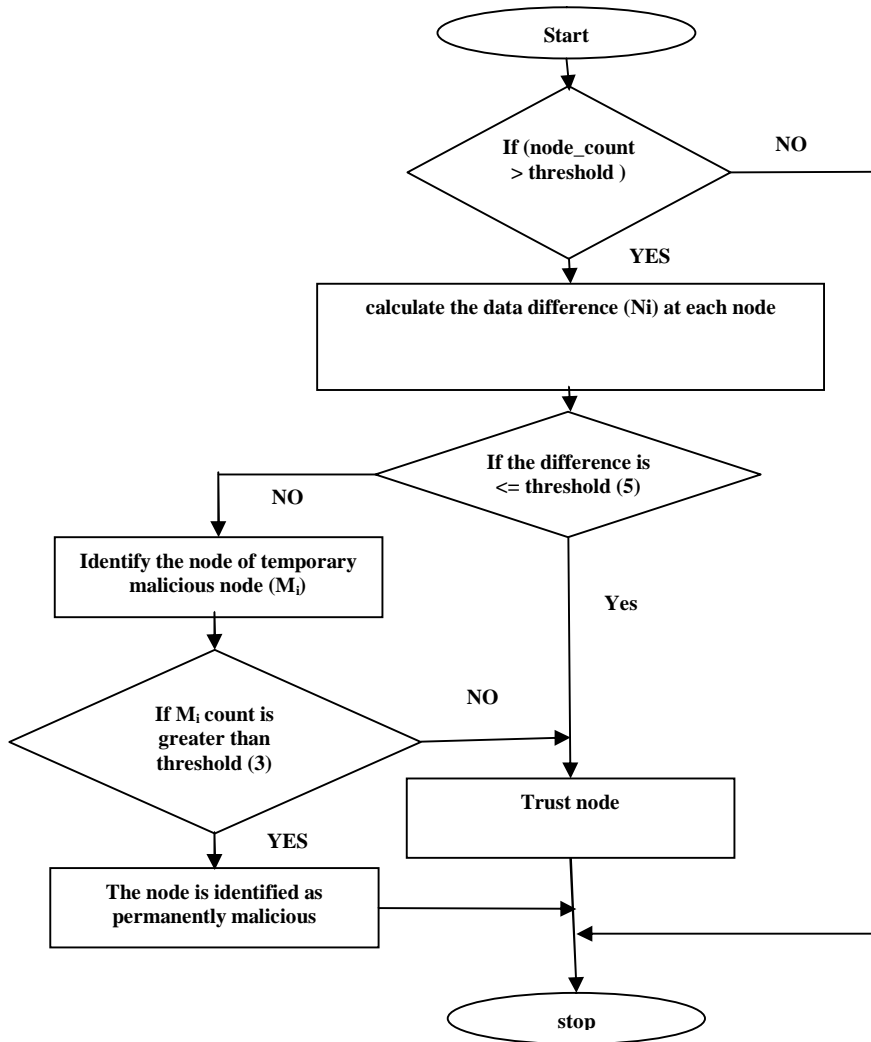 Start
If (node_count
> threshold )
NO
YES
calculate the data difference (Ni) at each node
If the difference is
<= threshold (5)
NO
Identify the node of temporary
malicious node (Mi)
Yes
If Mi count is
greater than
threshold (3)
NO
Trust node
YES
The node is identified as
permanently malicious
stop